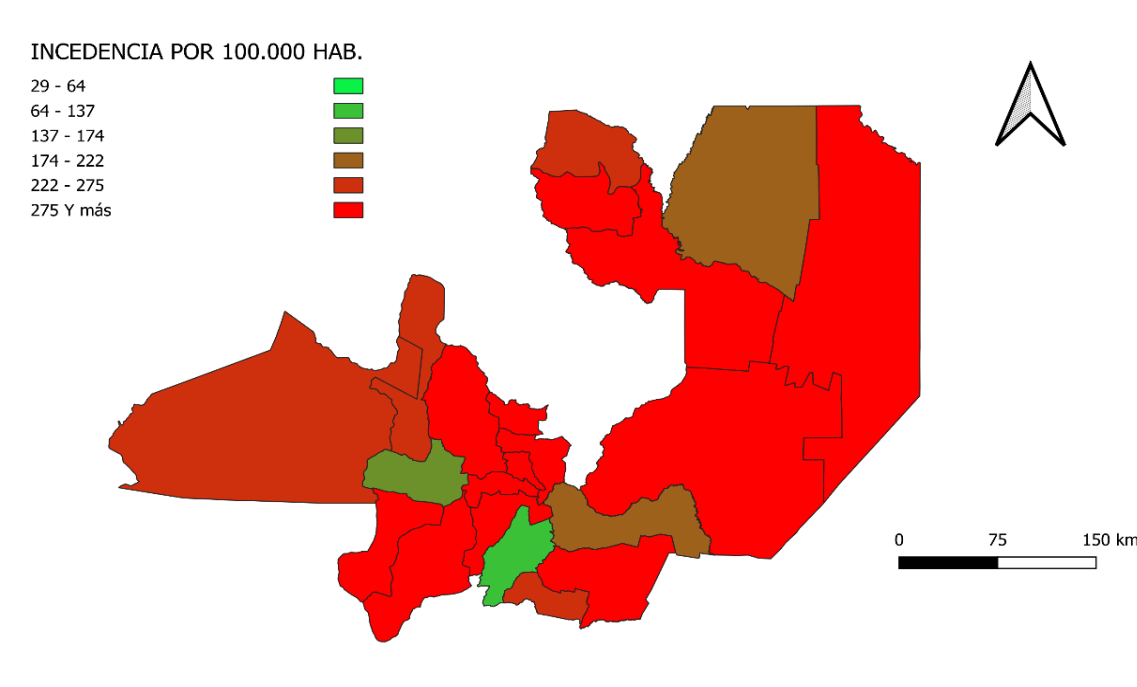 INCEDENCIA POR 100.000 HAB.
29 - 64
64 - 137
137 - 174
174 - 222
222 - 275
275 Y más
0 75 150 km